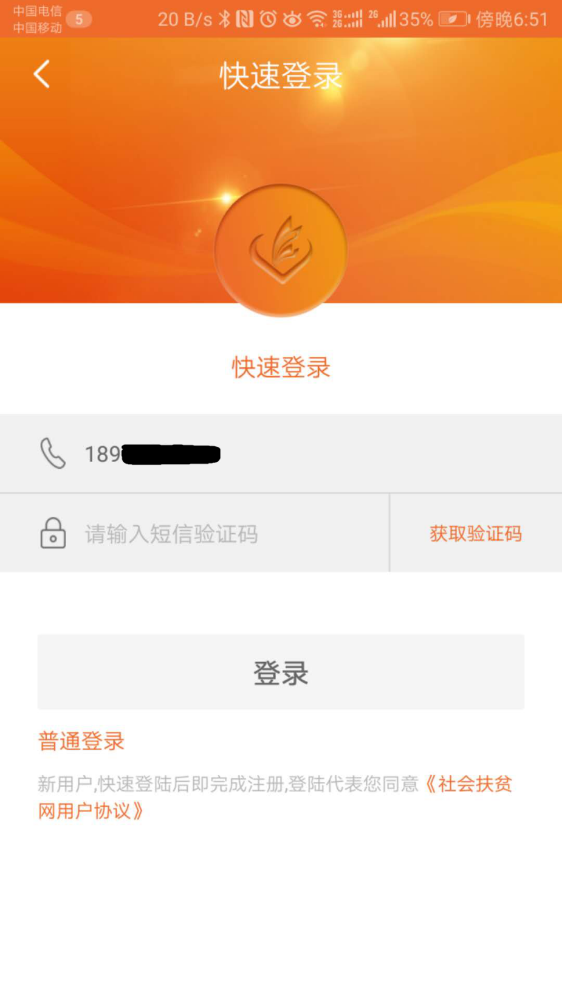 中国电信
中国移动
5
20 B/s
3G
2G
2G
35%
傍晚6:51
快速登录
快速登录
189
请输入短信验证码
获取验证码
登录
普通登录
新用户,快速登陆后即完成注册,登陆代表您同意《社会扶贫
网用户协议》